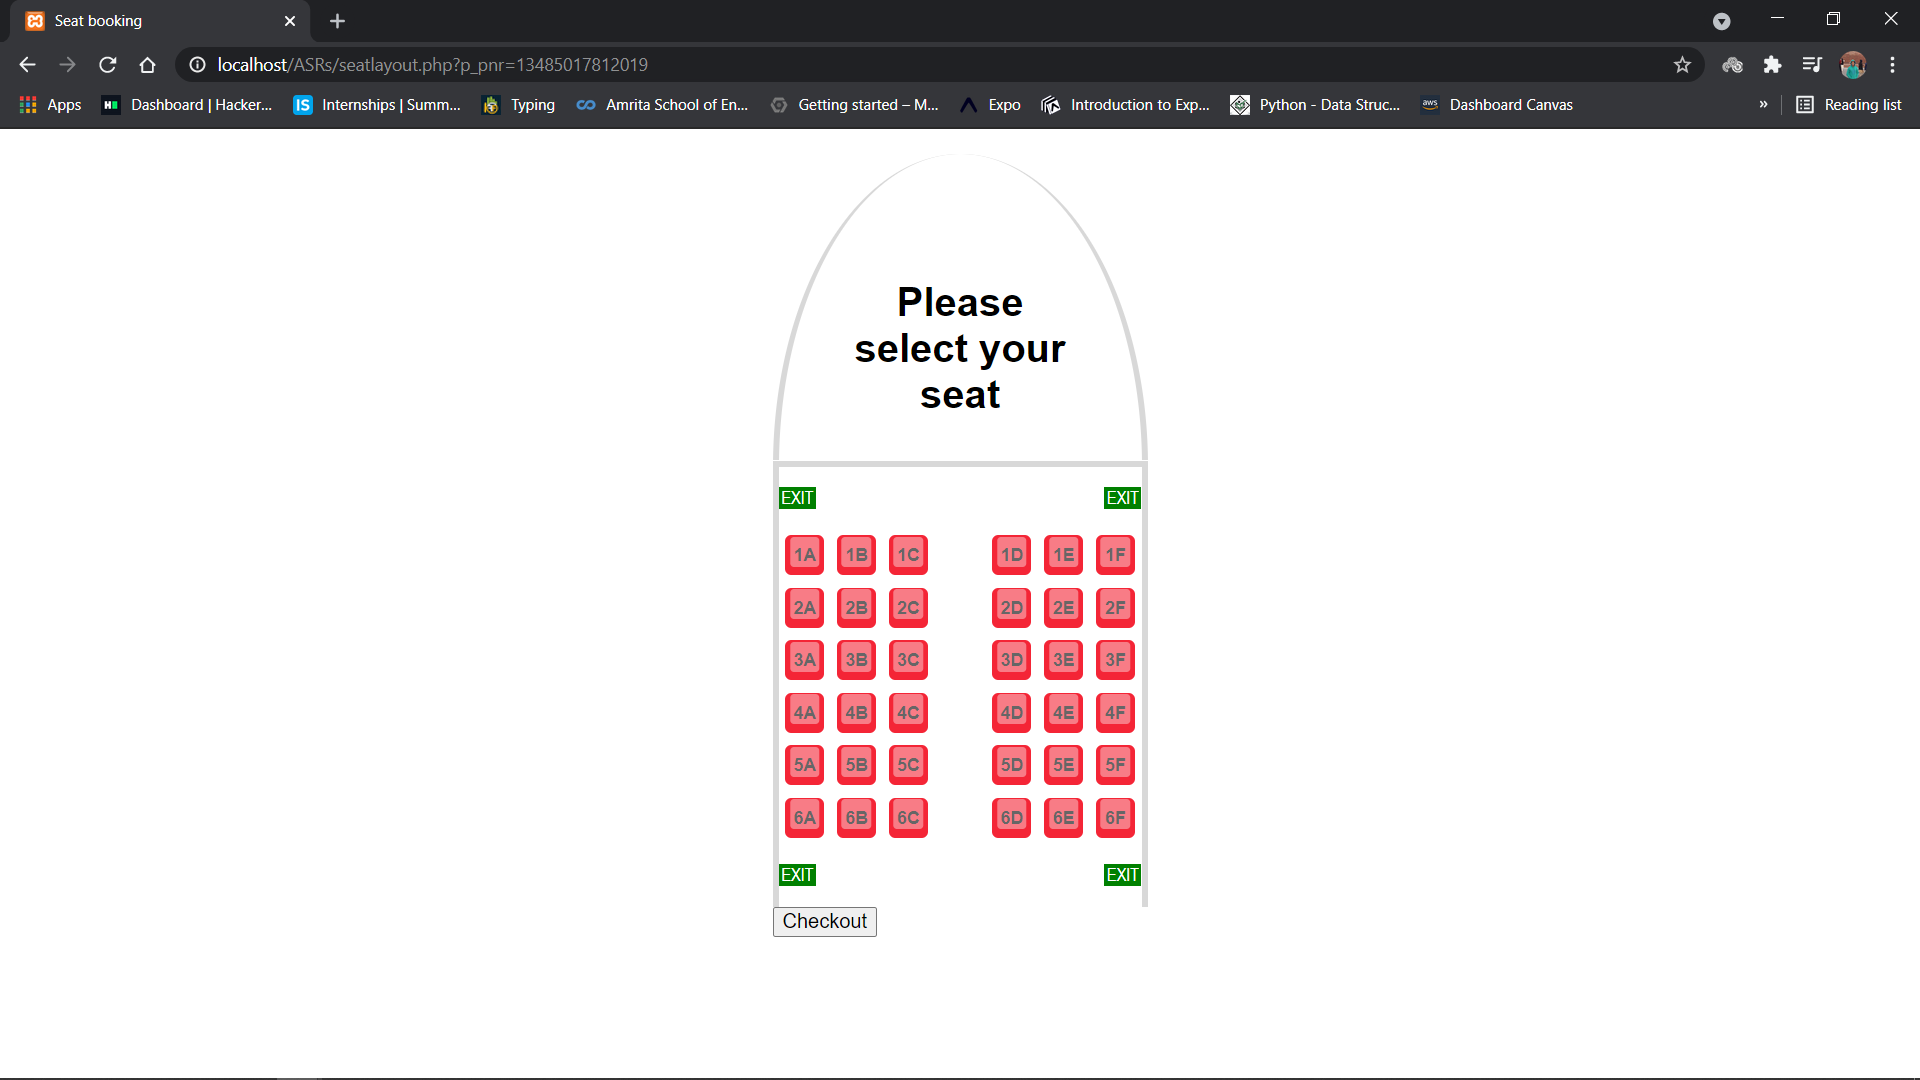 Seat booking
localhost/ASRs/seatlayout.php?p_pnr=13485017812019
Apps Dashboard | Hacker... Internships | Summ... Typing Amrita School of En... Getting started – M... Expo Introduction to Exp... Python - Data Struc... aws Dashboard Canvas » Reading list
Please
select your
seat
EXIT EXIT
1A 1B 1C 1D 1E 1F
2A 2B 2C 2D 2E 2F
3A 3B 3C 3D 3E 3F
4A 4B 4C 4D 4E 4F
5A 5B 5C 5D 5E 5F
6A 6B 6C 6D 6E 6F
EXIT EXIT
Checkout